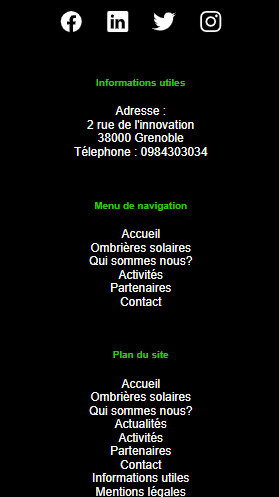 Informations utiles
Adresse :
2 rue de l'innovation
38000 Grenoble
Télephone : 0984303034
Menu de navigation
Accueil
Ombrières solaires
Qui sommes nous?
Activités
Partenaires
Contact
Plan du site
Accueil
Ombrières solaires
Qui sommes nous?
Actualités
Activités
Partenaires
Contact
Informations utiles
Mentions légales